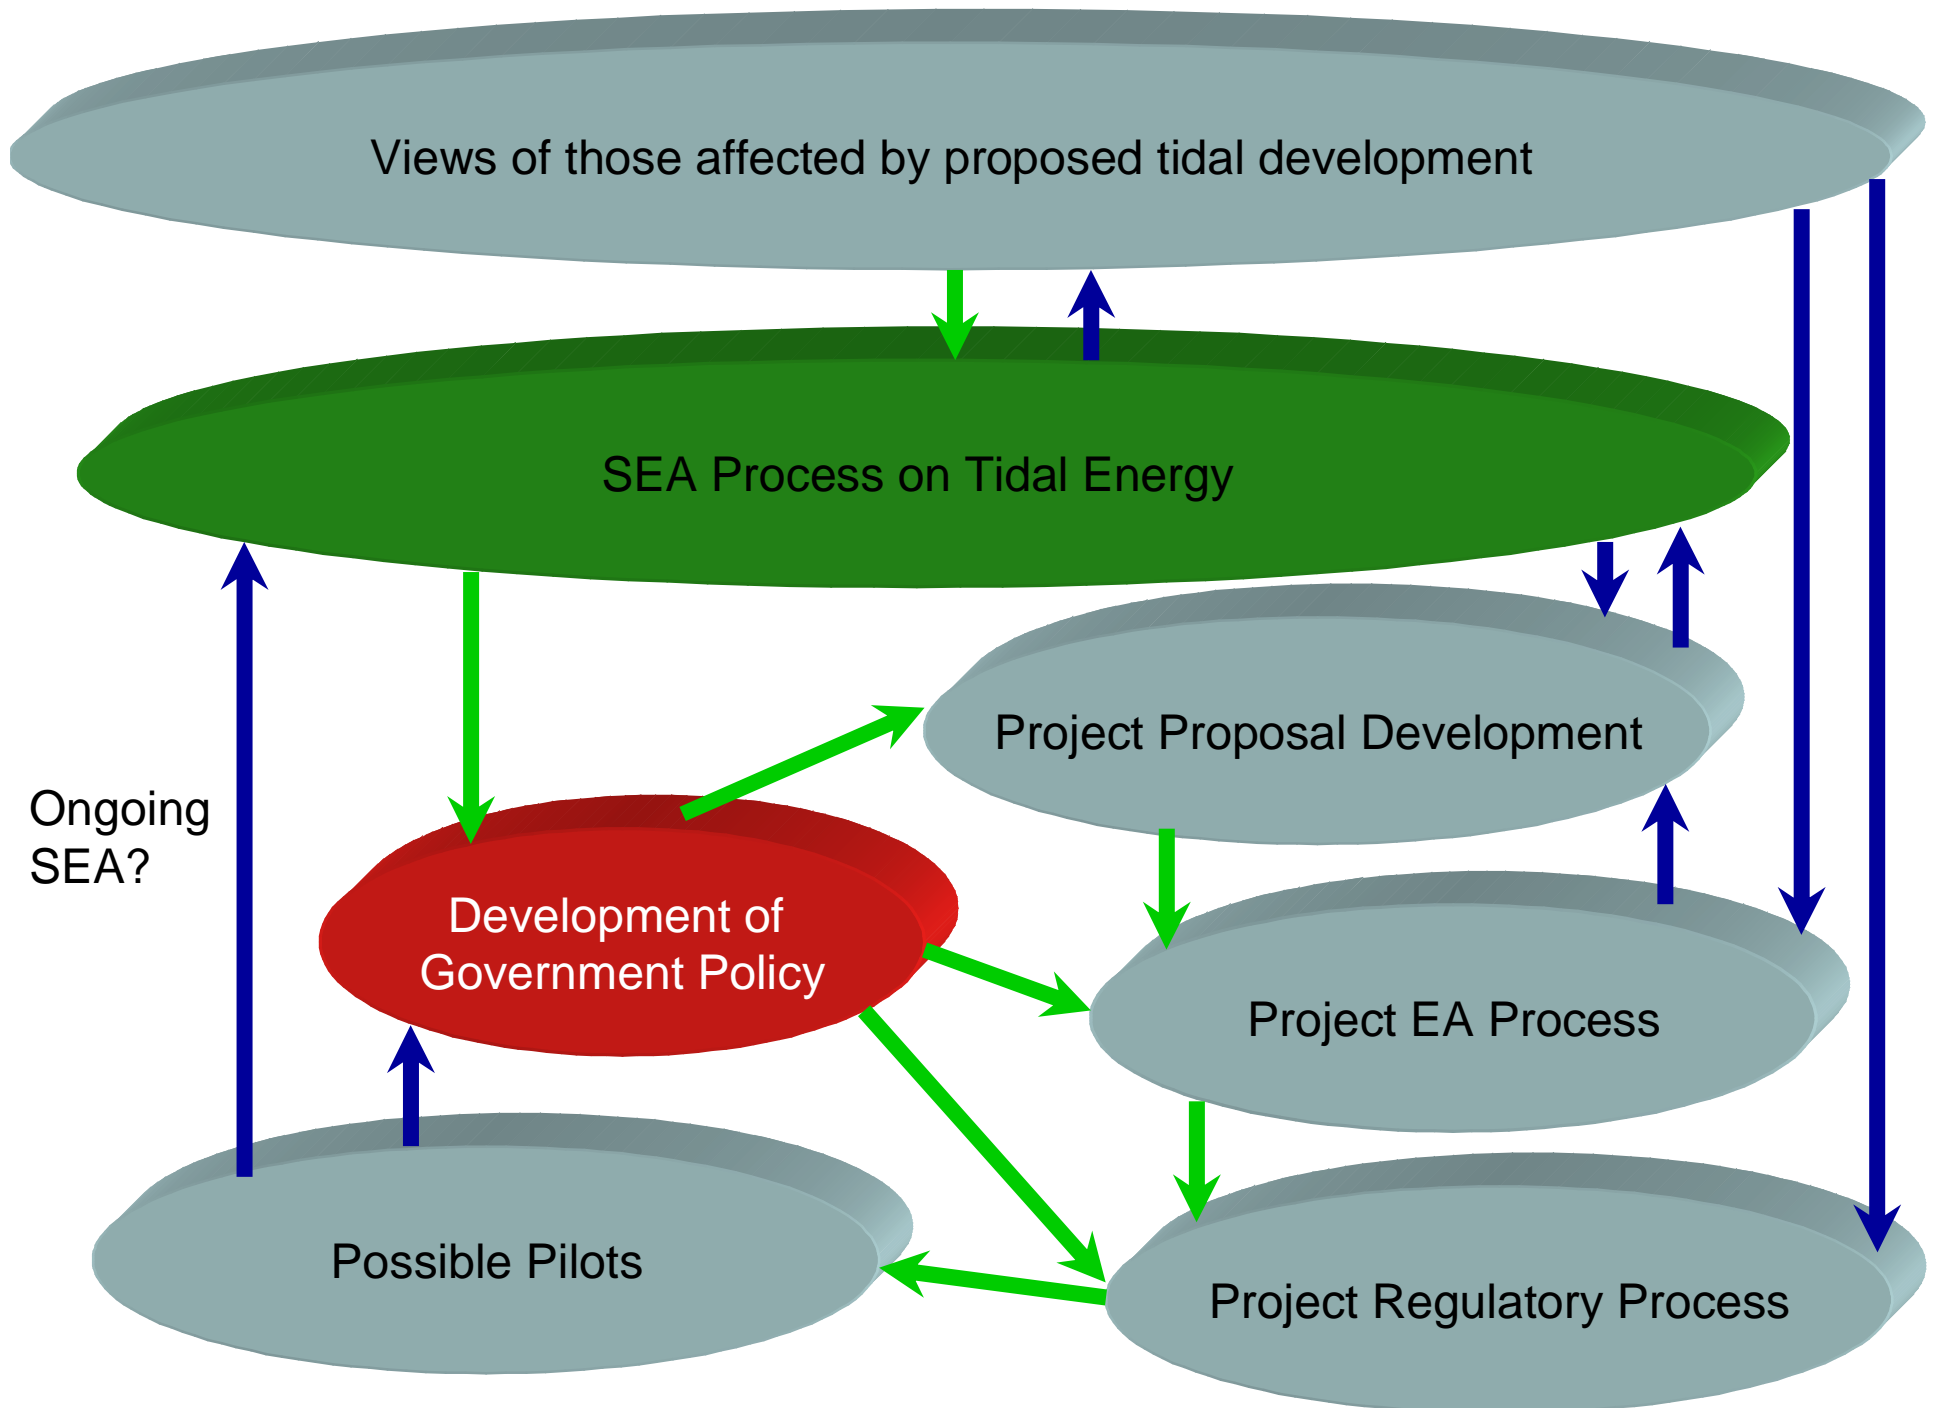 Views of those affected by proposed tidal development
SEA Process on Tidal Energy
Project Proposal Development
Ongoing
SEA?
Development of
Government Policy
Project EA Process
Possible Pilots
Project Regulatory Process